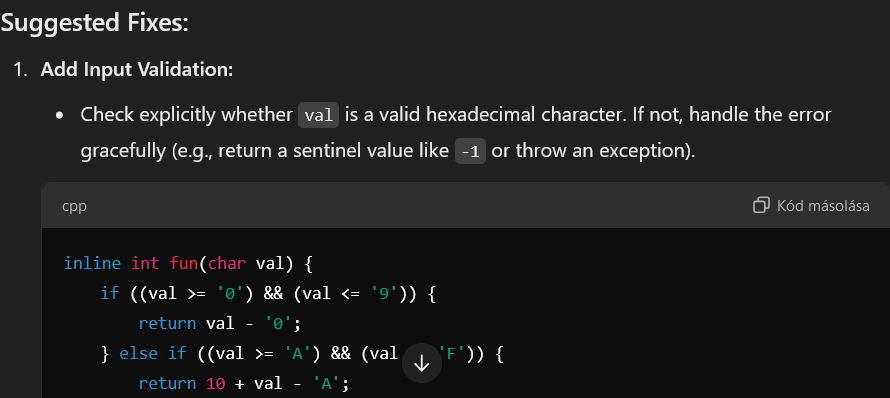 Suggested Fixes:
1. Add Input Validation:
• Check explicitly whether val is a valid hexadecimal character. If not, handle the error
gracefully (e.g., return a sentinel value like -1 or throw an exception).
cpp
Kód másolása
inline int fun(char val) {
    if ((val >= '0') && (val <= '9')) {
        return val - '0';
    } else if ((val >= 'A') && (val 'F')) {
        return 10 + val - 'A';